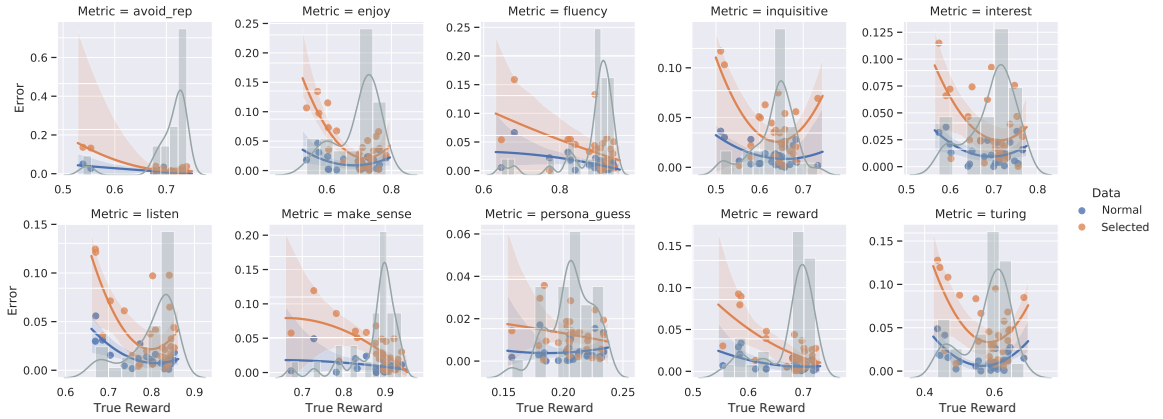 Metric = avoid_rep
Metric = enjoy
Metric = fluency
Metric = inquisitive
Metric = interest
Error
0.6
0.4
0.2
0.0
0.5 0.6 0.7
0.25
0.20
0.15
0.10
0.05
0.00
0.6 0.8
0.25
0.20
0.15
0.10
0.05
0.00
0.6 0.8
0.10
0.05
0.00
0.5 0.6 0.7
0.125
0.100
0.075
0.050
0.025
0.000
0.5 0.6 0.7 0.8
Data
Normal
Selected
Metric = listen
Metric = make_sense
Metric = persona_guess
Metric = reward
Metric = turing
Error
0.15
0.10
0.05
0.00
0.6 0.7 0.8 0.9
True Reward
0.20
0.15
0.10
0.05
0.00
0.7 0.8 0.9
True Reward
0.06
0.04
0.02
0.00
0.15 0.20 0.25
True Reward
0.15
0.10
0.05
0.00
0.5 0.6 0.7
True Reward
0.15
0.10
0.05
0.00
0.4 0.6
True Reward